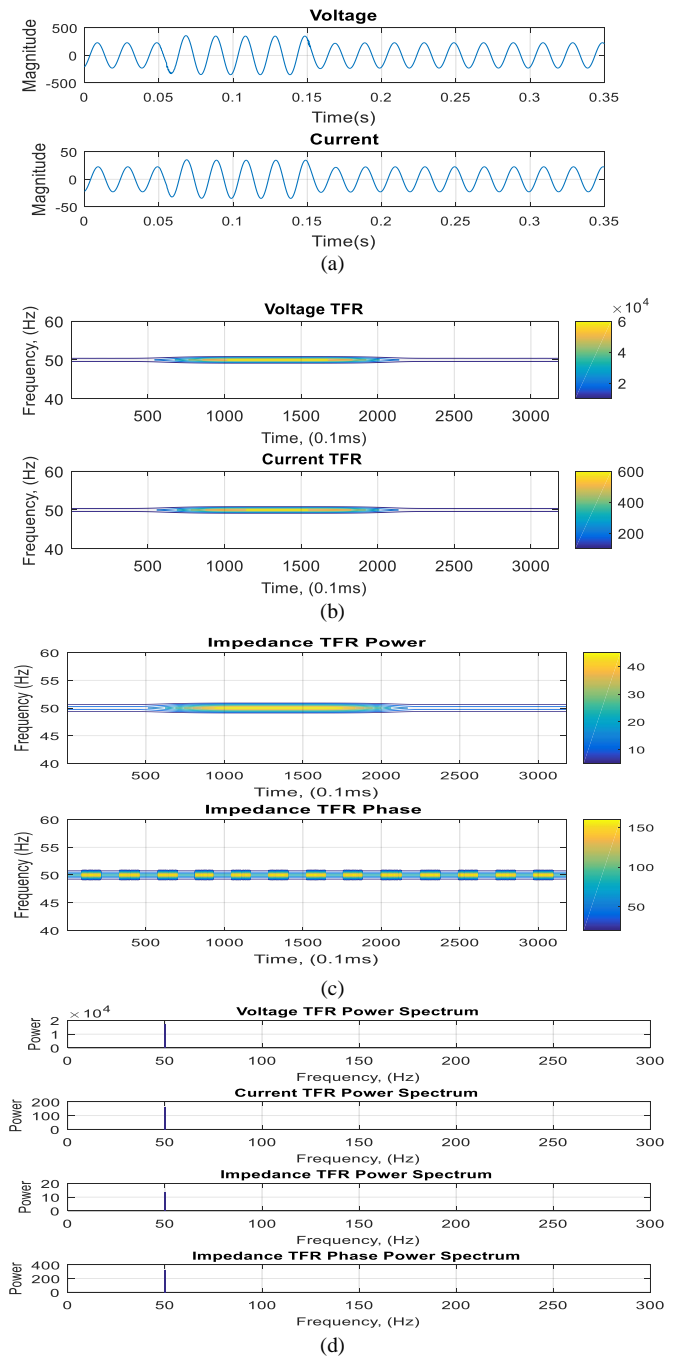 Voltage
Magnitude
500
0
-500
0 0.05 0.1 0.15 0.2 0.25 0.3 0.35
Time(s)
Current
Magnitude
50
0
-50
0 0.05 0.1 0.15 0.2 0.25 0.3 0.35
Time(s)
(a)
Voltage TFR
×10^4
Frequency, (Hz)
60
50
40
6
4
2
500 1000 1500 2000 2500 3000
Time, (0.1ms)
Current TFR
Frequency, (Hz)
60
50
40
600
400
200
500 1000 1500 2000 2500 3000
Time, (0.1ms)
(b)
Impedance TFR Power
Frequency (Hz)
60
55
50
45
40
40
30
20
10
500 1000 1500 2000 2500 3000
Time, (0.1ms)
Impedance TFR Phase
Frequency (Hz)
60
55
50
45
40
150
100
50
500 1000 1500 2000 2500 3000
Time, (0.1ms)
(c)
×10^4 Voltage TFR Power Spectrum
Power
2
1
0
0 50 100 150 200 250 300
Frequency, (Hz)
Current TFR Power Spectrum
Power
200
100
0
0 50 100 150 200 250 300
Frequency, (Hz)
Impedance TFR Power Spectrum
Power
20
10
0
0 50 100 150 200 250 300
Frequency, (Hz)
Impedance TFR Phase Power Spectrum
Power
400
200
0
0 50 100 150 200 250 300
Frequency, (Hz)
(d)